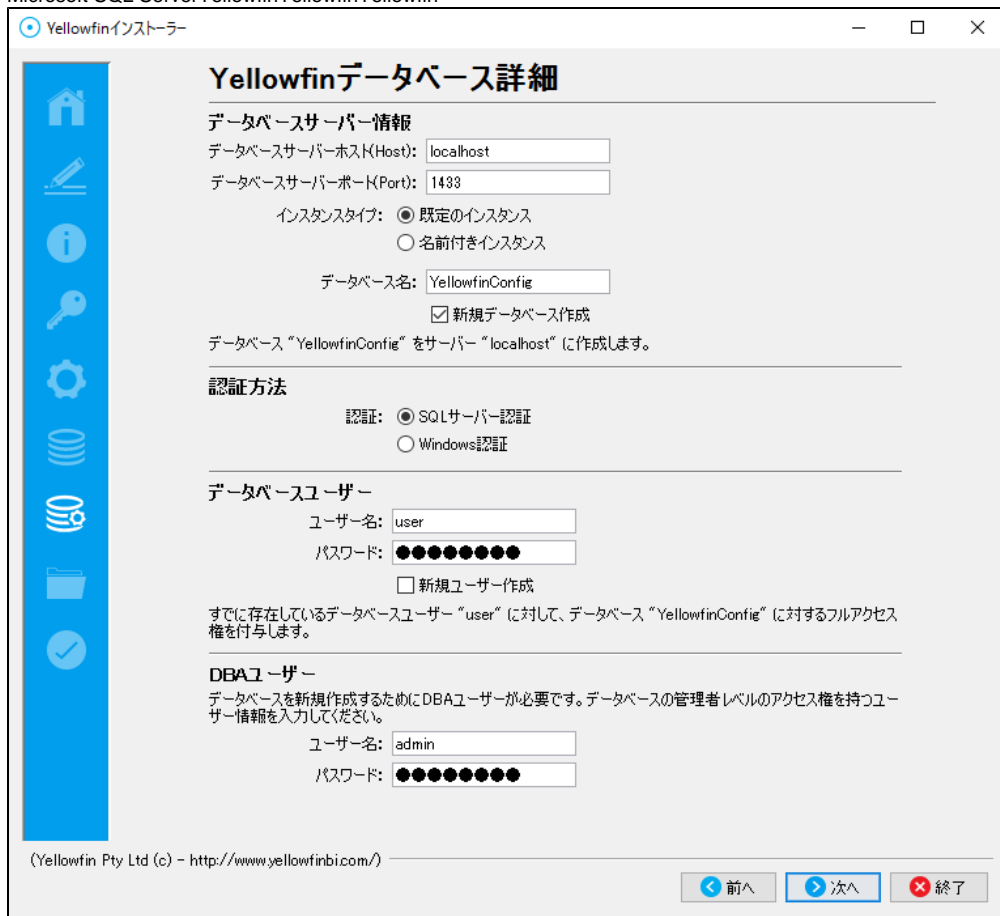 Yellowfinインストーラー
Yellowfinデータベース詳細
データベースサーバー情報
データベースサーバーホスト(Host): localhost
データベースサーバーポート(Port): 1433
インスタンスタイプ: 既定のインスタンス
名前付きインスタンス
データベース名: YellowfinConfig
新規データベース作成
データベース "YellowfinConfig" をサーバー "localhost" に作成します。
認証方法
認証: SQLサーバー認証
Windows認証
データベースユーザー
ユーザー名: user
パスワード: ●●●●●●●●
新規ユーザー作成
すでに存在しているデータベースユーザー "user" に対して、データベース "YellowfinConfig" に対するフルアクセス
権を付与します。
DBAユーザー
データベースを新規作成するためにDBAユーザーが必要です。データベースの管理者レベルのアクセス権を持つユー
ザー情報を入力してください。
ユーザー名: admin
パスワード: ●●●●●●●●
(Yellowfin Pty Ltd (c) - http://www.yellowfinbi.com/)
前へ 次へ 終了